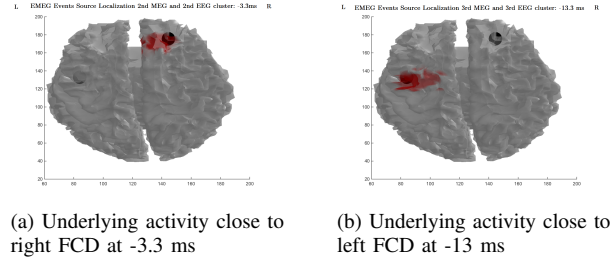 L EMEG Events Source Localization 2nd MEG and 2nd EEG cluster: -3.3ms R
L EMEG Events Source Localization 3rd MEG and 3rd EEG cluster: -13.3 ms R
200
180
160
140
120
100
80
60
40
20
60 80 100 120 140 160 180 200
200
180
160
140
120
100
80
60
40
20
60 80 100 120 140 160 180 200
(a) Underlying activity close to
right FCD at -3.3 ms
(b) Underlying activity close to
left FCD at -13 ms